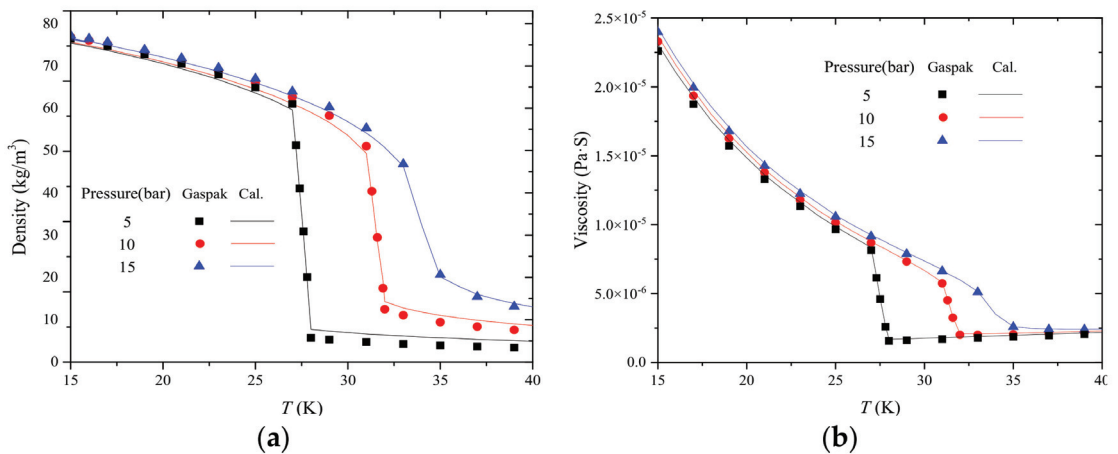 80
70
60
50
40
30
20
10
0
Density (kg/m³)
Pressure(bar) Gaspak Cal.
5
10
15
15 20 25 30 35 40
T (K)
(a)
2.5×10⁻⁵
2.0×10⁻⁵
1.5×10⁻⁵
1.0×10⁻⁵
5.0×10⁻⁶
0.0
Viscosity (Pa·S)
Pressure(bar) Gaspak Cal.
5
10
15
15 20 25 30 35 40
T (K)
(b)